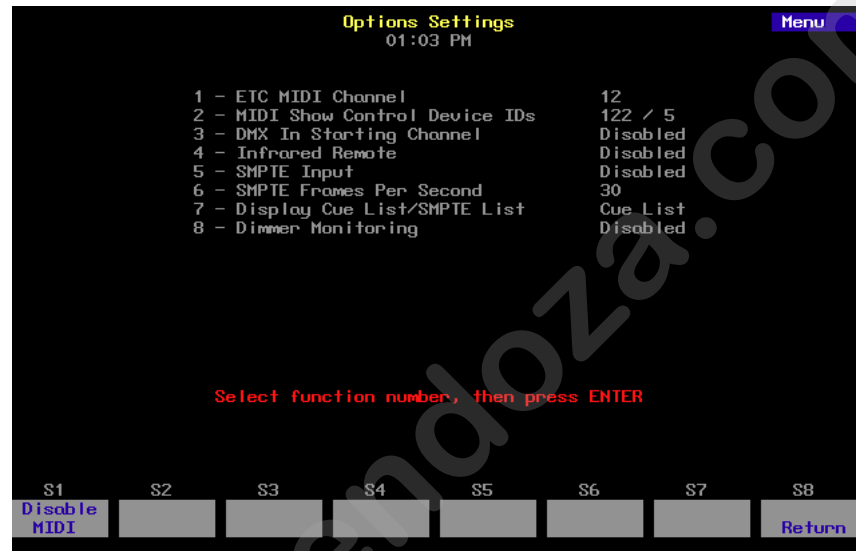 Options Settings
Menu
01:03 PM
1 - ETC MIDI Channel 12
2 - MIDI Show Control Device IDs 122 / 5
3 - DMX In Starting Channel Disabled
4 - Infrared Remote Disabled
5 - SMPTE Input Disabled
6 - SMPTE Frames Per Second 30
7 - Display Cue List/SMPTE List Cue List
8 - Dimmer Monitoring Disabled
Select function number, then press ENTER
S1 S2 S3 S4 S5 S6 S7 S8
Disable
MIDI Return